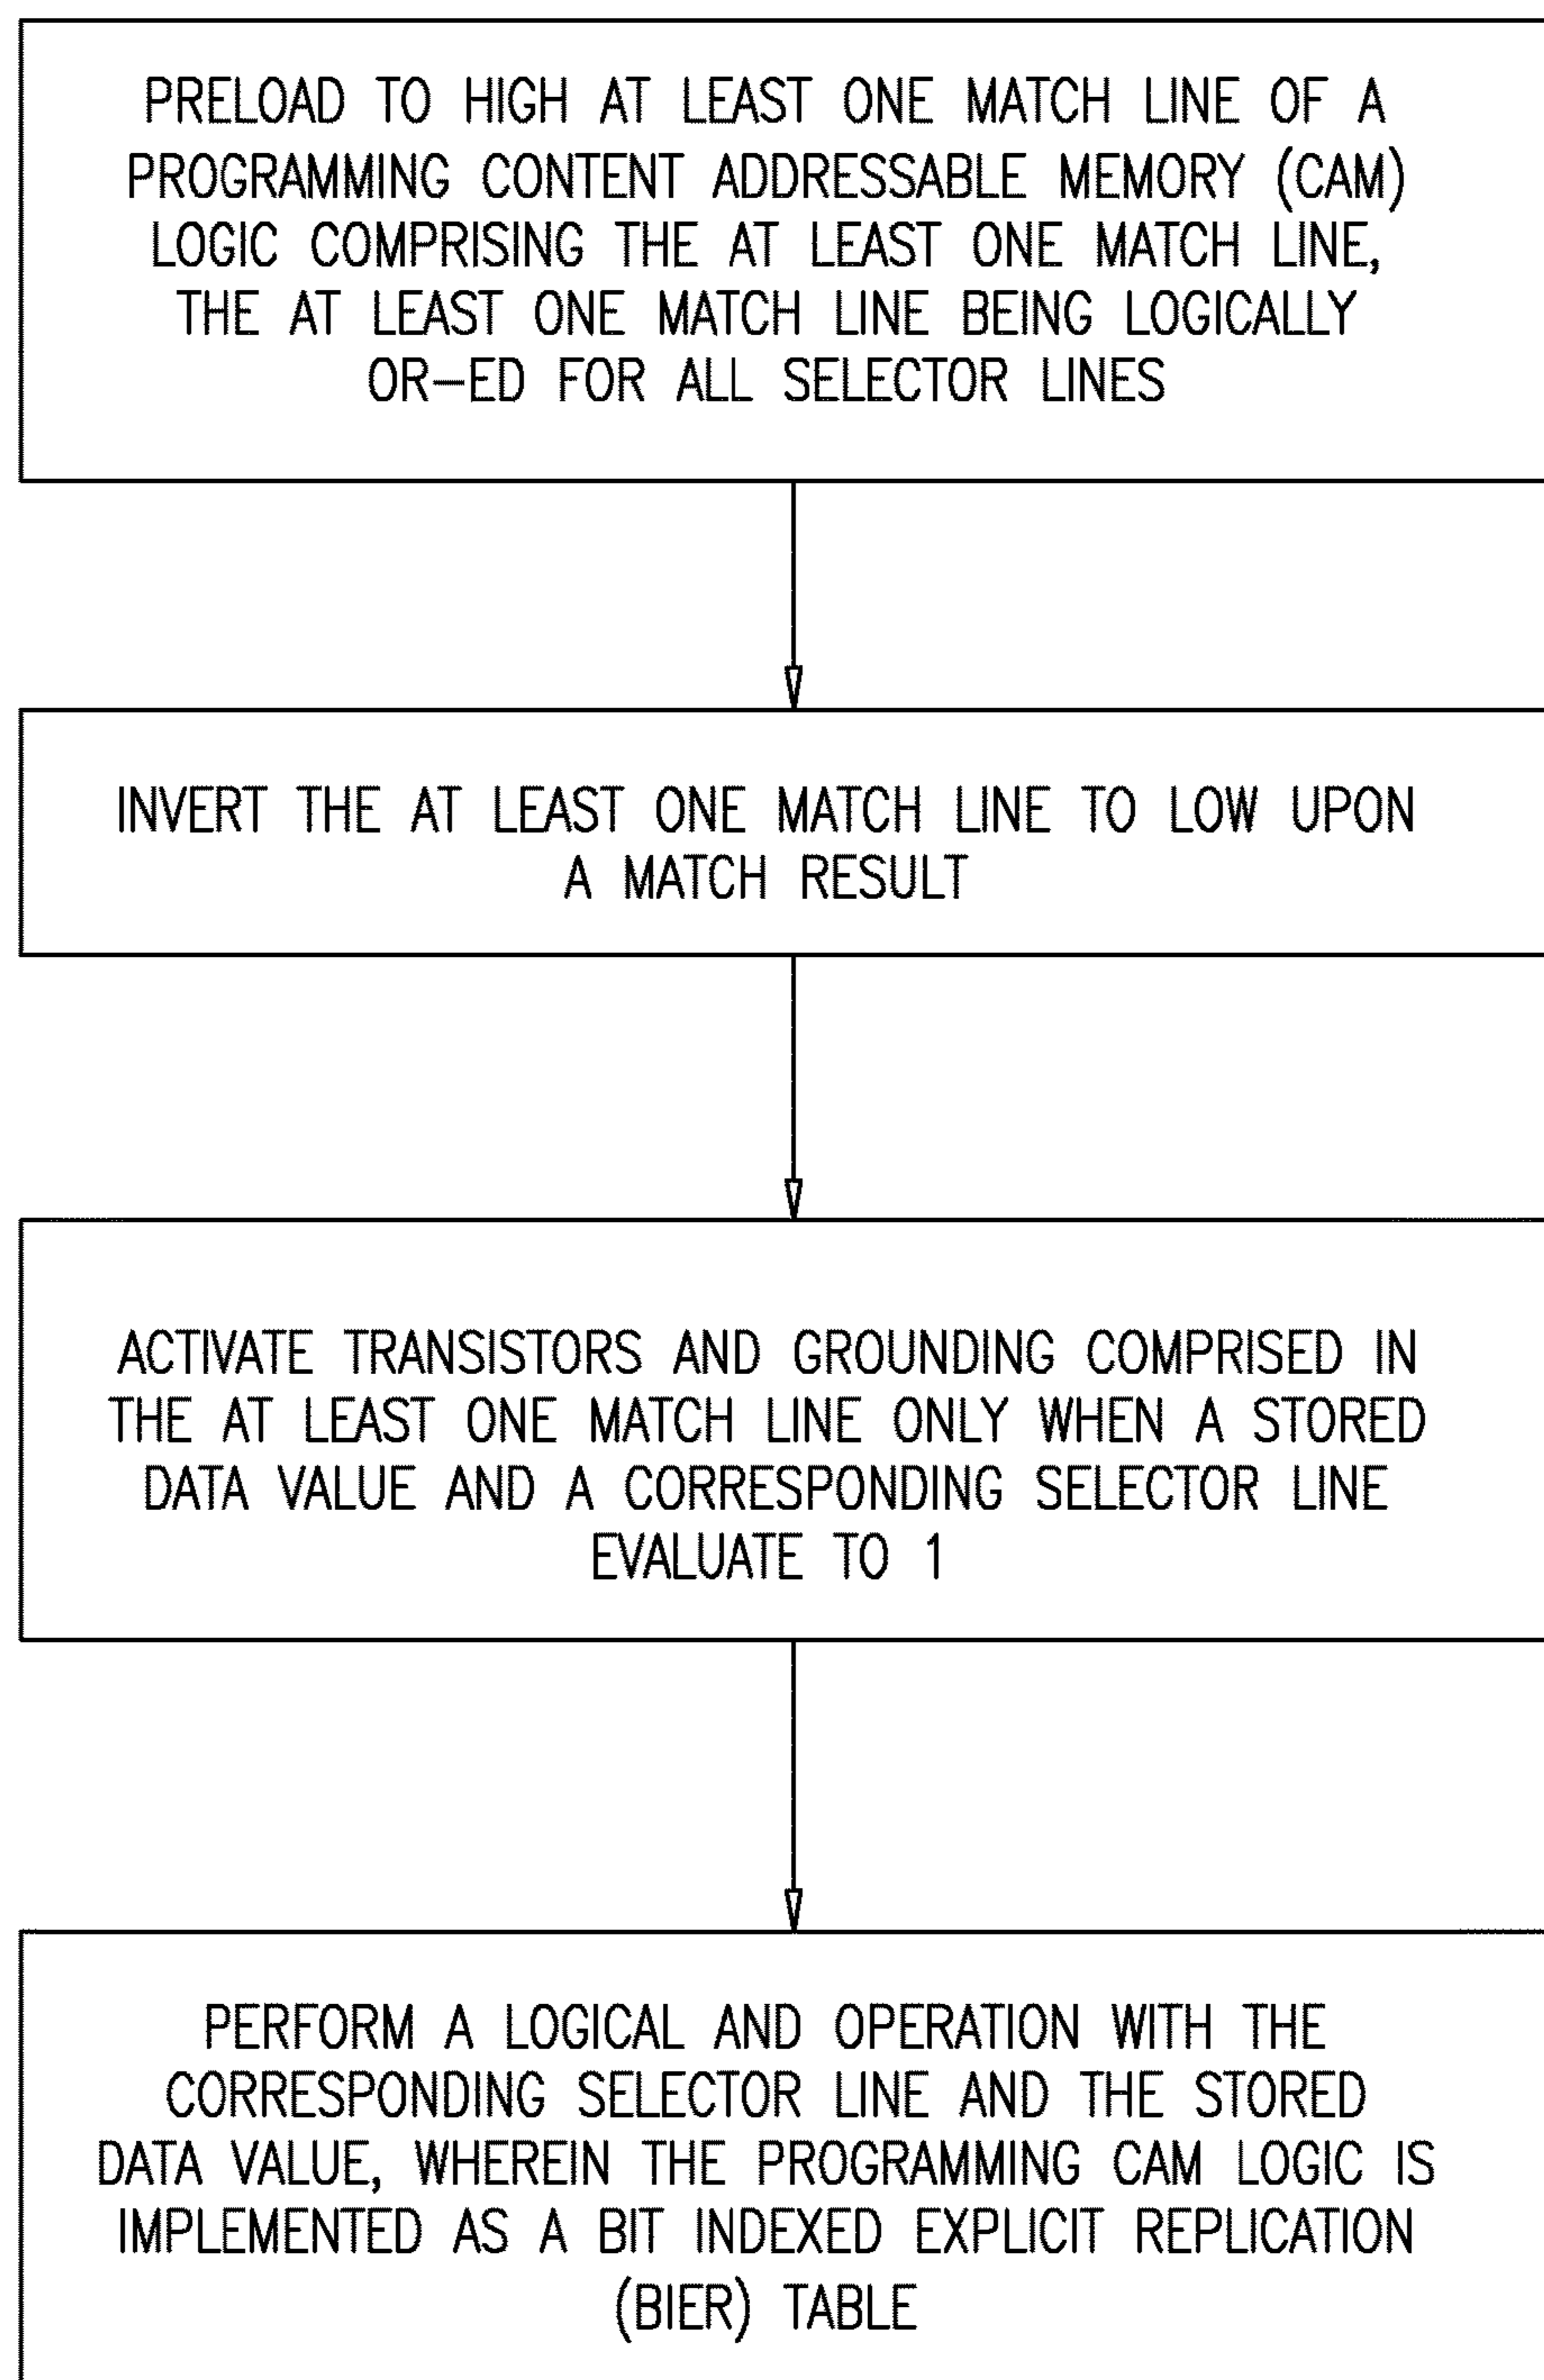 PRELOAD TO HIGH AT LEAST ONE MATCH LINE OF A
PROGRAMMING CONTENT ADDRESSABLE MEMORY (CAM)
LOGIC COMPRISING THE AT LEAST ONE MATCH LINE,
THE AT LEAST ONE MATCH LINE BEING LOGICALLY
OR-ED FOR ALL SELECTOR LINES
INVERT THE AT LEAST ONE MATCH LINE TO LOW UPON
A MATCH RESULT
ACTIVATE TRANSISTORS AND GROUNDING COMPRISED IN
THE AT LEAST ONE MATCH LINE ONLY WHEN A STORED
DATA VALUE AND A CORRESPONDING SELECTOR LINE
EVALUATE TO 1
PERFORM A LOGICAL AND OPERATION WITH THE
CORRESPONDING SELECTOR LINE AND THE STORED
DATA VALUE, WHEREIN THE PROGRAMMING CAM LOGIC IS
IMPLEMENTED AS A BIT INDEXED EXPLICIT REPLICATION
(BIER) TABLE